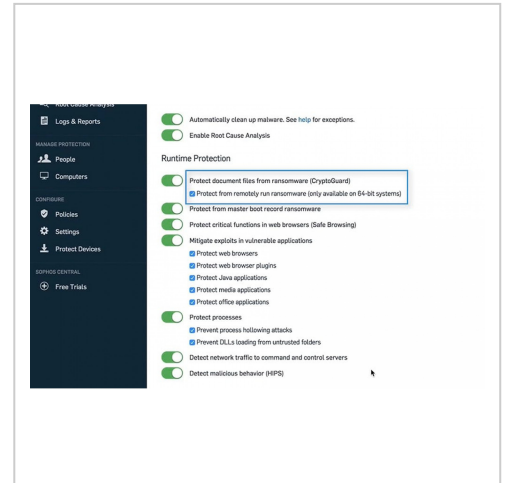 Root Cause Analysis
Logs & Reports
MANAGE PROTECTION
People
Computers
CONFIGURE
Policies
Settings
Protect Devices
SOPHOS CENTRAL
Free Trials
Automatically clean up malware. See help for exceptions.
Enable Root Cause Analysis
Runtime Protection
Protect document files from ransomware (CryptoGuard)
Protect from remotely run ransomware (only available on 64-bit systems)
Protect from master boot record ransomware
Protect critical functions in web browsers (Safe Browsing)
Mitigate exploits in vulnerable applications
Protect web browsers
Protect web browser plugins
Protect Java applications
Protect media applications
Protect office applications
Protect processes
Prevent process hollowing attacks
Prevent DLLs loading from untrusted folders
Detect network traffic to command and control servers
Detect malicious behavior (HIPS)